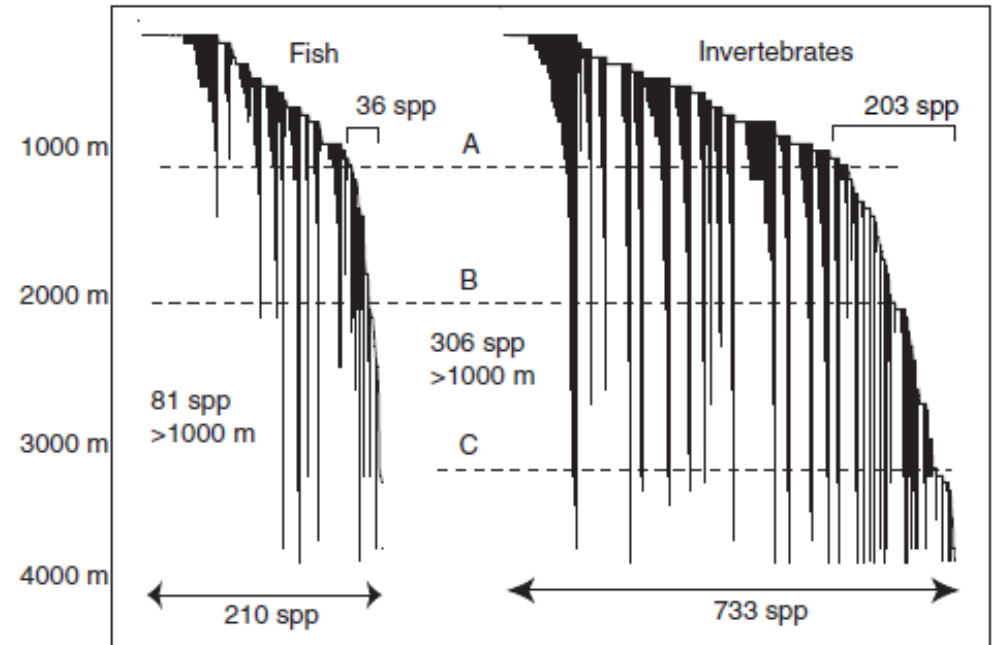 Fish
Invertebrates
36 spp
203 spp
1000 m
A
2000 m
B
306 spp
>1000 m
81 spp
>1000 m
3000 m
C
4000 m
210 spp
733 spp